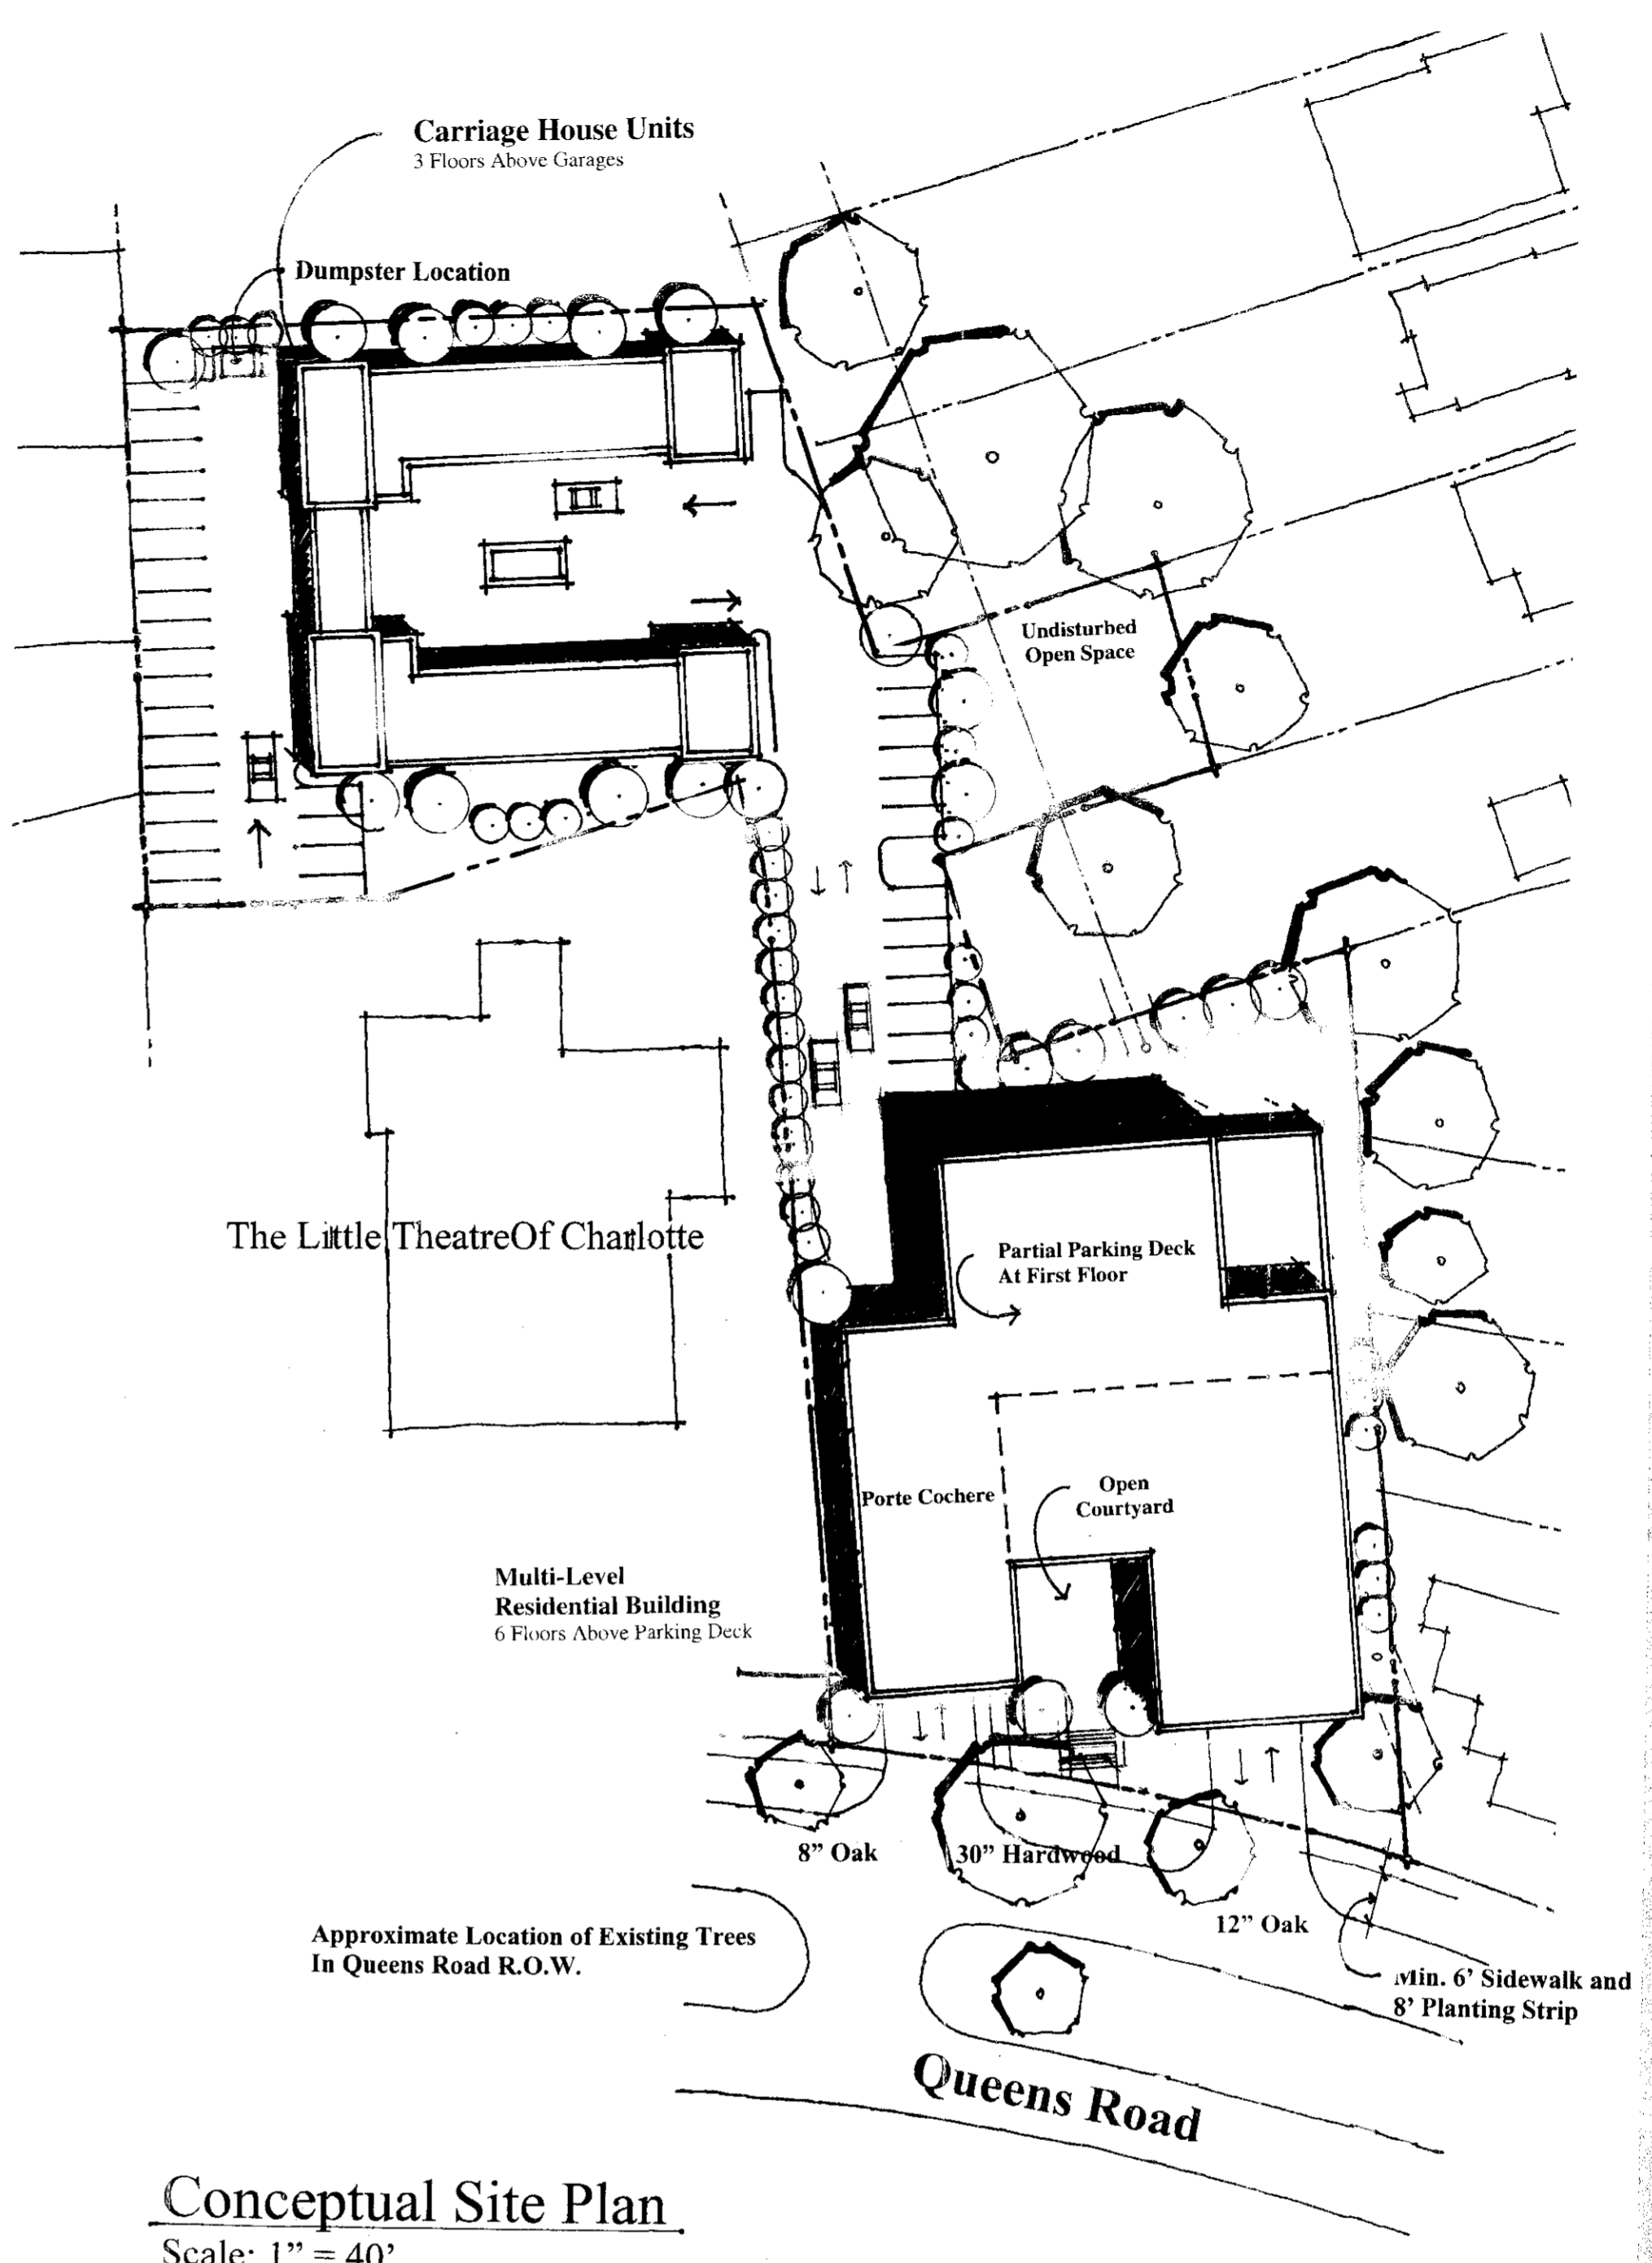 Carriage House Units
3 Floors Above Garages
Dumpster Location
Undisturbed
Open Space
The Little Theatre Of Charlotte
Partial Parking Deck
At First Floor
Porte Cochere
Open
Courtyard
Multi-Level
Residential Building
6 Floors Above Parking Deck
8” Oak
30” Hardwood
12” Oak
Approximate Location of Existing Trees
In Queens Road R.O.W.
Min. 6’ Sidewalk and
8’ Planting Strip
Queens Road
Conceptual Site Plan
Scale: 1” = 40’